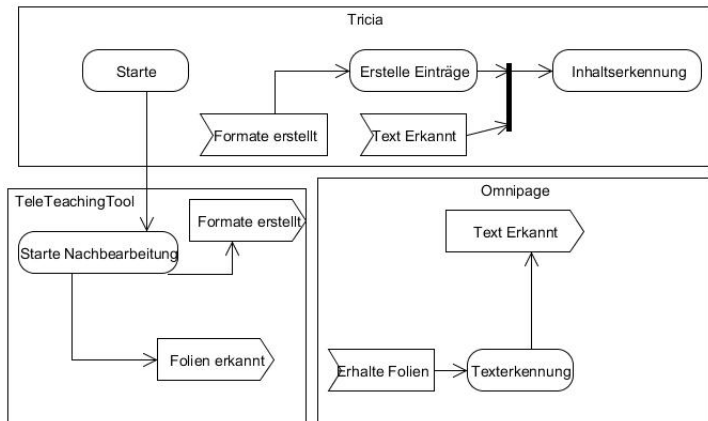 Tricia
Starte
Erstelle Einträge
Inhaltserkennung
Formate erstellt
Text Erkannt
TeleTeachingTool
Formate erstellt
Starte Nachbearbeitung
Folien erkannt
Omnipage
Text Erkannt
Erhalte Folien
Texterkennung